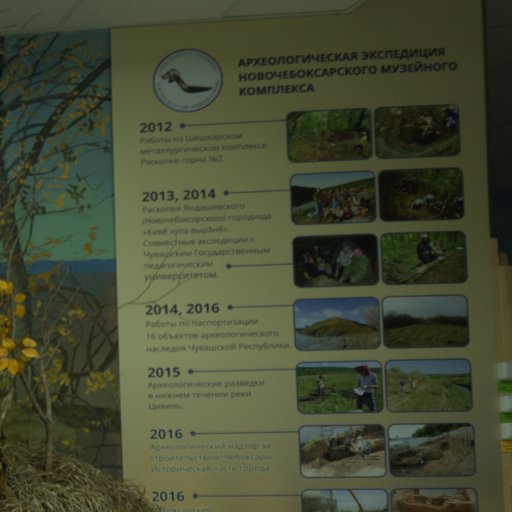 АРХЕОЛОГИЧЕСКАЯ ЭКСПЕДИЦИЯ
НОВОЧЕБОКСАРСКОГО МУЗЕЙНОГО
КОМПЛЕКСА
2012
Работы на Шешкарском
металлургическом комплексе.
Раскопки горна №2.
2013, 2014
Раскопки Яндашевского
(Новочебоксарского) городища
«Кивӗ хула вырӑнӗ».
Совместные экспедиции с
Чувашским Государственным
педагогическим
университетом.
2014, 2016
Работы по паспортизации
16 объектов археологического
наследия Чувашской Республики.
2015
Археологические разведки
в нижнем течении реки
Цивиль.
2016
Археологический надзор за
строительством. Чебоксары.
Историческая часть города.
2016